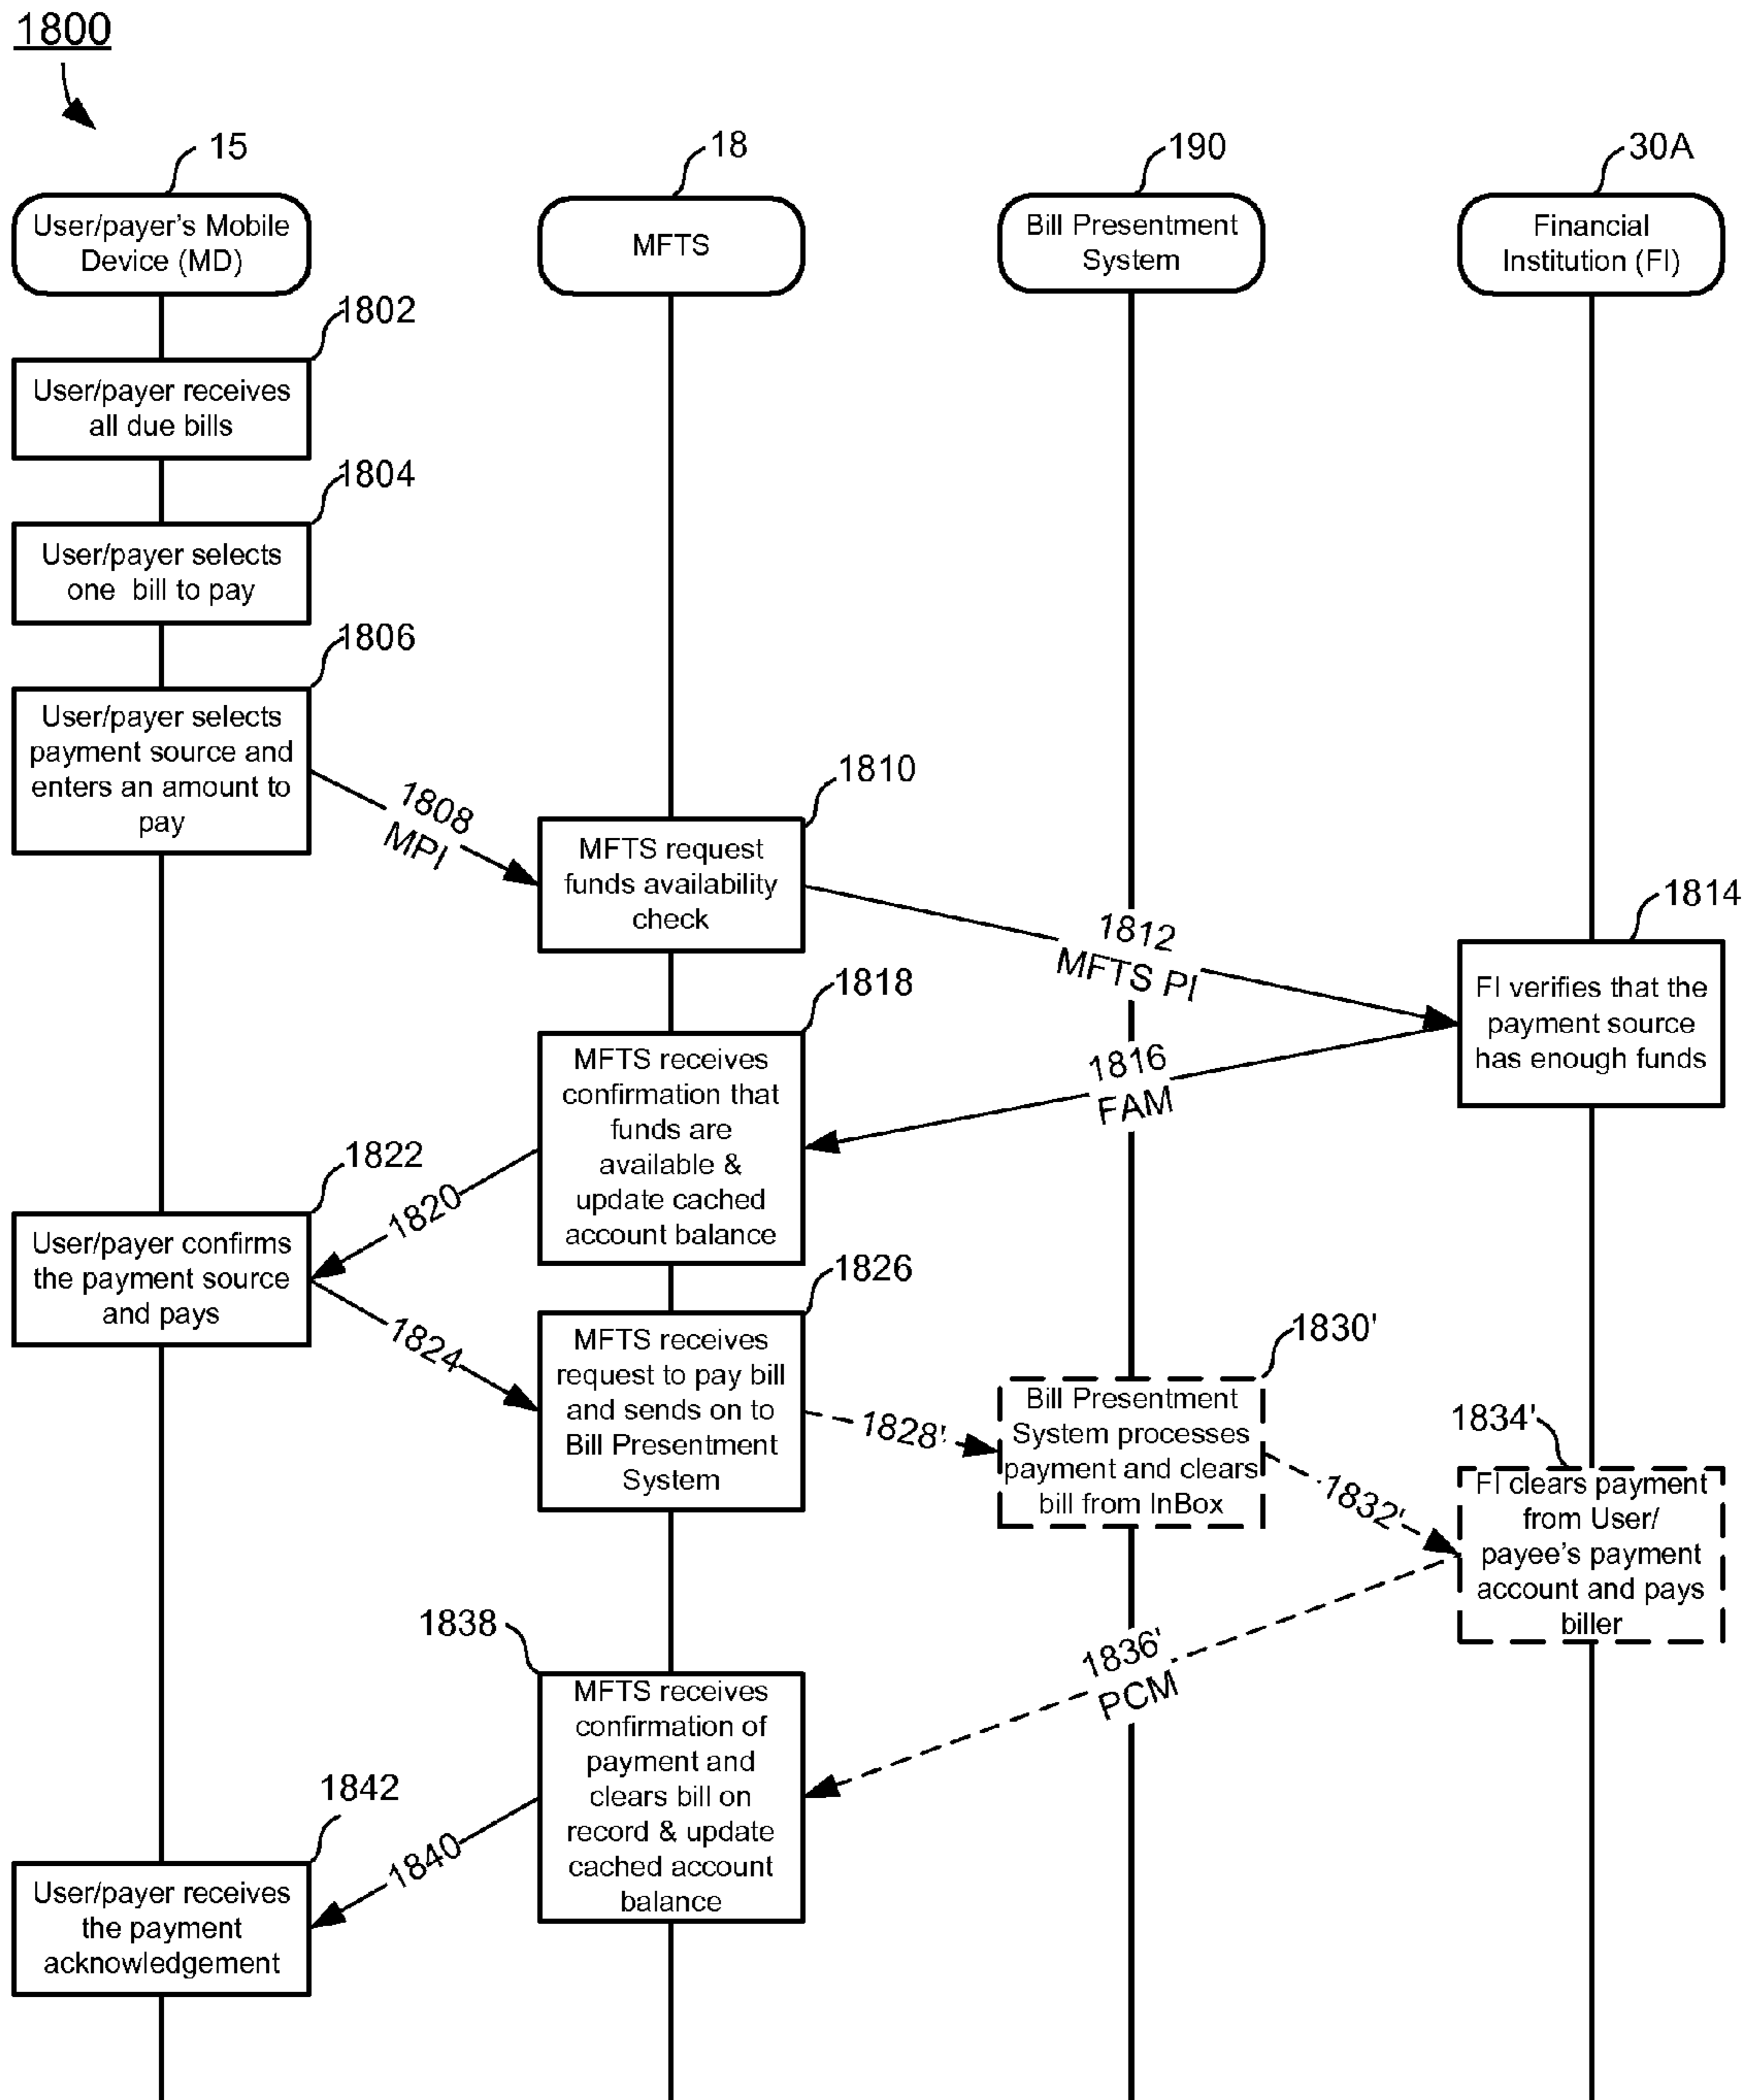 1800
15
18
190
30A
User/payer's Mobile
Device (MD)
MFTS
Bill Presentment
System
Financial
Institution (FI)
1802
User/payer receives
all due bills
1804
User/payer selects
one bill to pay
1806
User/payer selects
payment source and
enters an amount to
pay
1808
MPI
1810
MFTS request
funds availability
check
1812
MFTS PI
1814
FI verifies that the
payment source
has enough funds
1816
FAM
1818
MFTS receives
confirmation that
funds are
available &
update cached
account balance
1820
1822
User/payer confirms
the payment source
and pays
1824
1826
MFTS receives
request to pay bill
and sends on to
Bill Presentment
System
1828'
1830'
Bill Presentment
System processes
payment and clears
bill from InBox
1832'
1834'
FI clears payment
from User/
payee's payment
account and pays
biller
1836'
PCM
1838
MFTS receives
confirmation of
payment and
clears bill on
record & update
cached account
balance
1840
1842
User/payer receives
the payment
acknowledgement